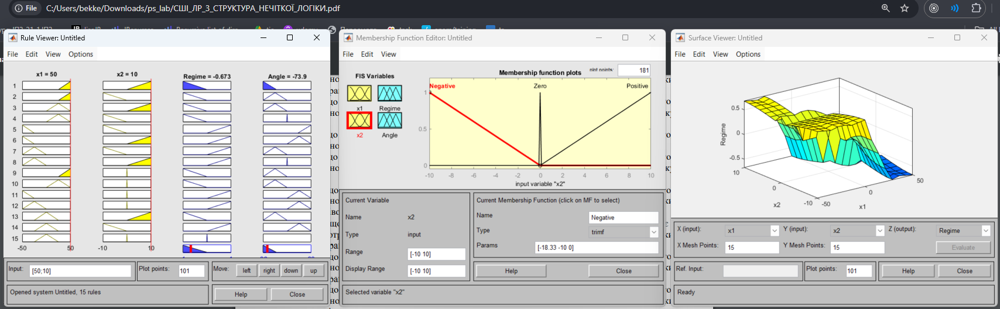 File C:/Users/bekke/Downloads/ps_lab/СШІ_ЛР_3_СТРУКТУРА_НЕЧІТКОЇ_ЛОГІКИ.pdf
Rule Viewer: Untitled
File Edit View Options
x1 = 50 x2 = 10 Regime = -0.673 Angle = -73.9
1
2
3
4
5
6
7
8
9
10
11
12
13
14
15
-50 50 -10 10
Input: [50;10] Plot points: 101 Move: left right down up
Opened system Untitled, 15 rules Help Close
Membership Function Editor: Untitled
File Edit View
FIS Variables
x1 Regime
x2 Angle
Membership function plots plot points: 181
Negative Zero Positive
1
0.5
0
-10 -8 -6 -4 -2 0 2 4 6 8 10
input variable "x2"
Current Variable
Name x2
Type input
Range [-10 10]
Display Range [-10 10]
Current Membership Function (click on MF to select)
Name Negative
Type trimf
Params [-18.33 -10 0]
Help Close
Selected variable "x2"
Surface Viewer: Untitled
File Edit View Options
Regime
0.5
0
-0.5
10
0
-10
x2
-50
0
50
x1
X (input): x1 Y (input): x2 Z (output): Regime
X Mesh Points: 15 Y Mesh Points: 15 Evaluate
Ref. Input: Plot points: 101 Help Close
Ready